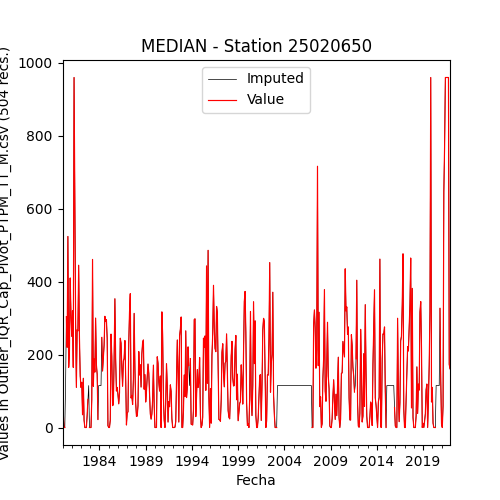 MEDIAN - Station 25020650
Values in Outlier_IQR_Cap_Pivot_PTPM_TT_M.csv (504 recs.)
1000
800
600
400
200
0
Imputed
Value
1984 1989 1994 1999 2004 2009 2014 2019
Fecha